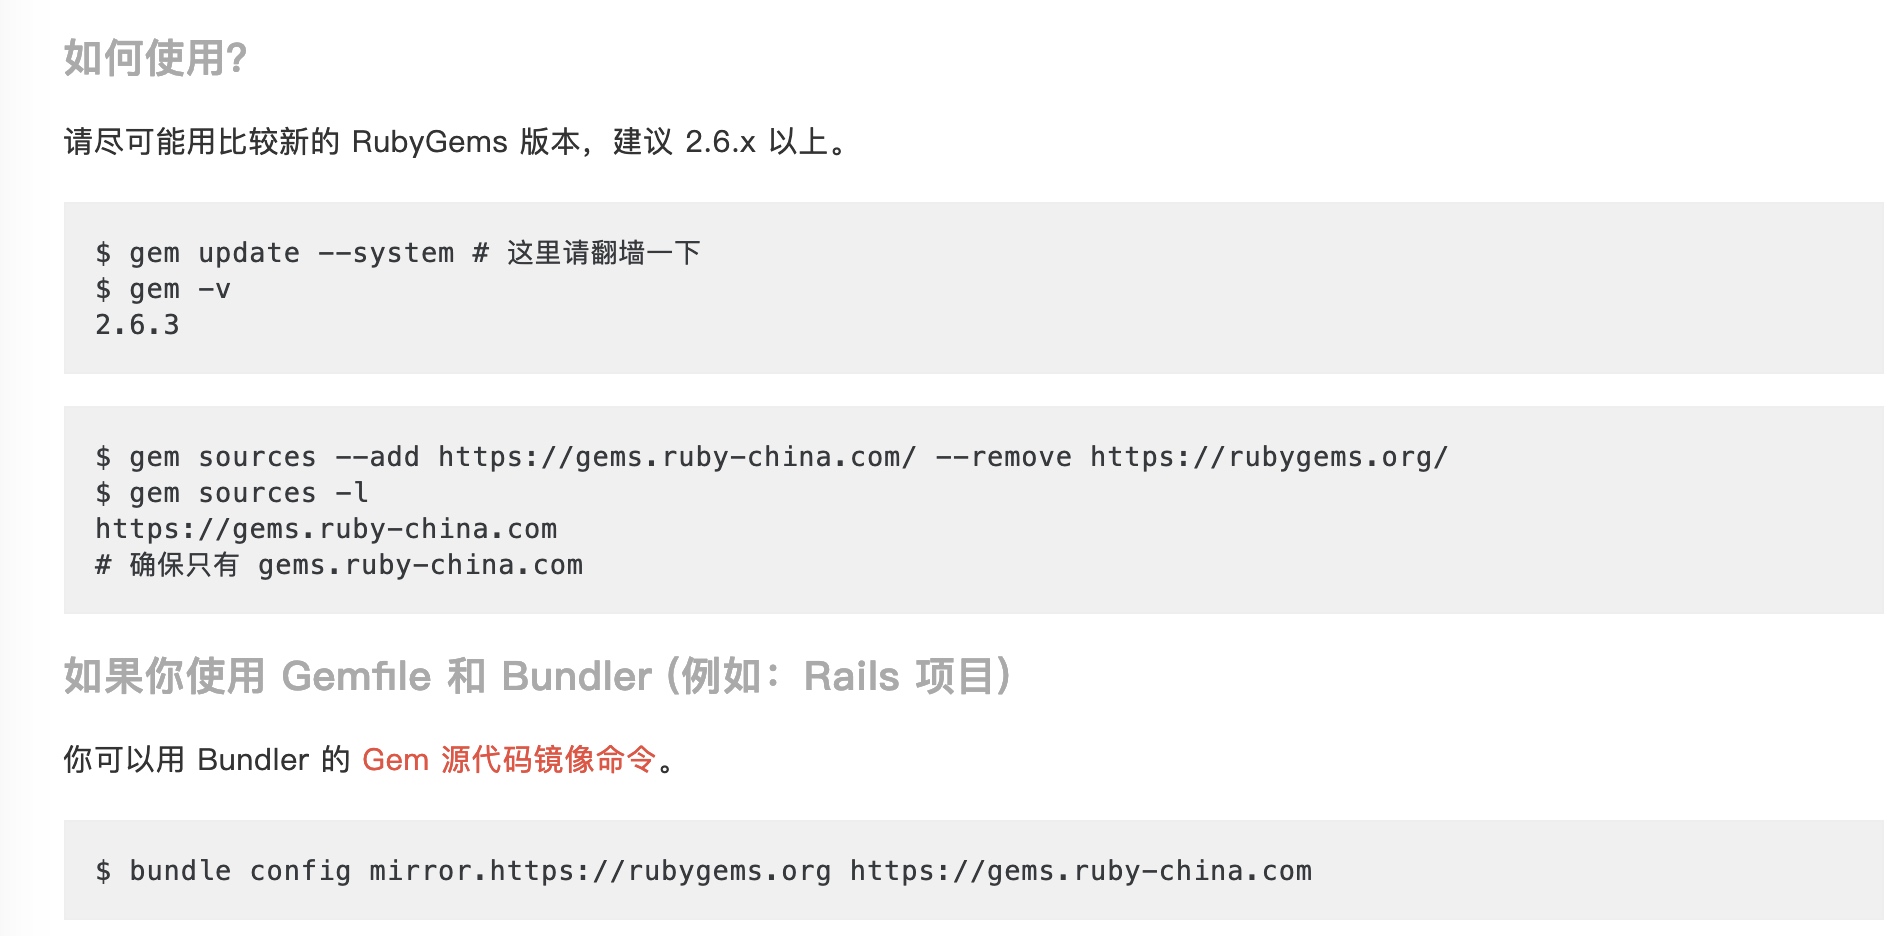 如何使用?
请尽可能用比较新的 RubyGems 版本，建议 2.6.x 以上。
$ gem update --system # 这里请翻墙一下
$ gem -v
2.6.3
$ gem sources --add https://gems.ruby-china.com/ --remove https://rubygems.org/
$ gem sources -l
https://gems.ruby-china.com
# 确保只有 gems.ruby-china.com
如果你使用 Gemfile 和 Bundler (例如：Rails 项目)
你可以用 Bundler 的 Gem 源代码镜像命令。
$ bundle config mirror.https://rubygems.org https://gems.ruby-china.com